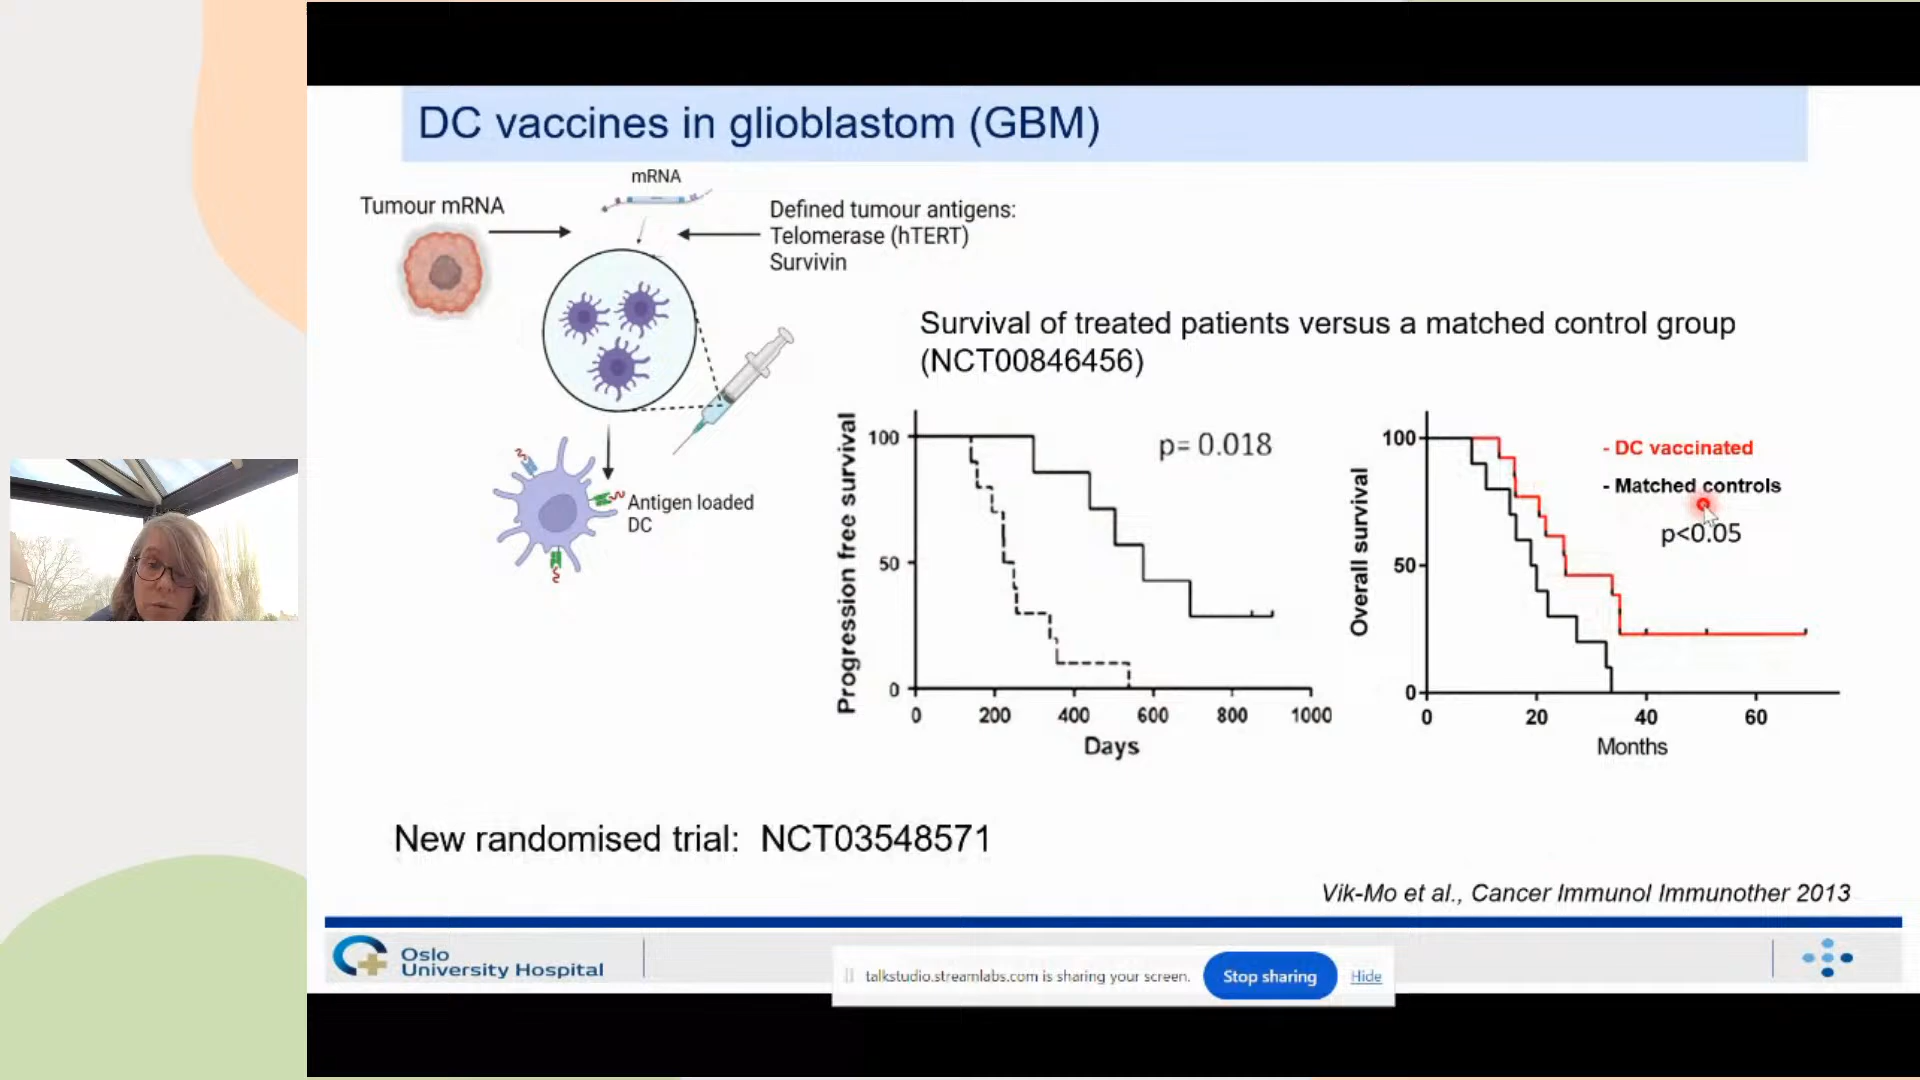 DC vaccines in glioblastom (GBM)
mRNA
Tumour mRNA
Defined tumour antigens:
Telomerase (hTERT)
Survivin
Antigen loaded
DC
Survival of treated patients versus a matched control group
(NCT00846456)
Progression free survival
100
50
0
p= 0.018
0 200 400 600 800 1000
Days
Overall survival
100
50
0
- DC vaccinated
- Matched controls
p<0.05
0 20 40 60
Months
New randomised trial: NCT03548571
Vik-Mo et al., Cancer Immunol Immunother 2013
Oslo
University Hospital
talkstudio.streamlabs.com is sharing your screen.
Stop sharing
Hide